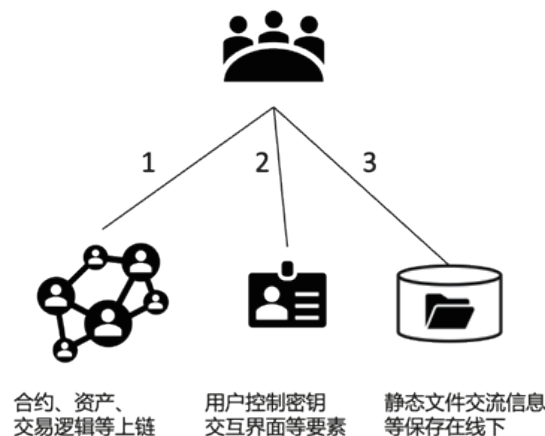 1
2
3
合约、资产、
交易逻辑等上链
用户控制密钥
交互界面等要素
静态文件交流信息
等保存在线下